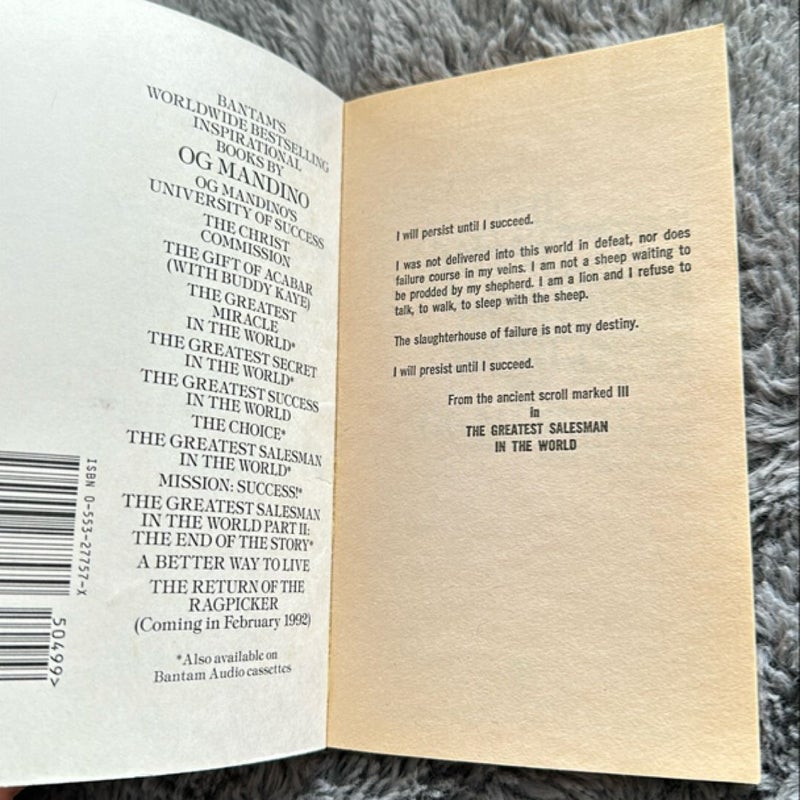 BANTAM'S
WORLDWIDE BESTSELLING
INSPIRATIONAL
BOOKS BY
OG MANDINO
OG MANDINO'S
UNIVERSITY OF SUCCESS
THE CHRIST
COMMISSION
THE GIFT OF ACABAR
(WITH BUDDY KAYE)
THE GREATEST
MIRACLE
IN THE WORLD*
THE GREATEST SECRET
IN THE WORLD*
THE GREATEST SUCCESS
IN THE WORLD
THE CHOICE*
THE GREATEST SALESMAN
IN THE WORLD*
MISSION: SUCCESS!*
THE GREATEST SALESMAN
IN THE WORLD PART II:
THE END OF THE STORY*
A BETTER WAY TO LIVE
THE RETURN OF THE
RAGPICKER
(Coming in February 1992)
*Also available on
Bantam Audio cassettes
ISBN 0-553-27757-X
50499>
I will persist until I succeed.
I was not delivered into this world in defeat, nor does
failure course in my veins. I am not a sheep waiting to
be prodded by my shepherd. I am a lion and I refuse to
talk, to walk, to sleep with the sheep.
The slaughterhouse of failure is not my destiny.
I will presist until I succeed.
From the ancient scroll marked III
in
THE GREATEST SALESMAN
IN THE WORLD